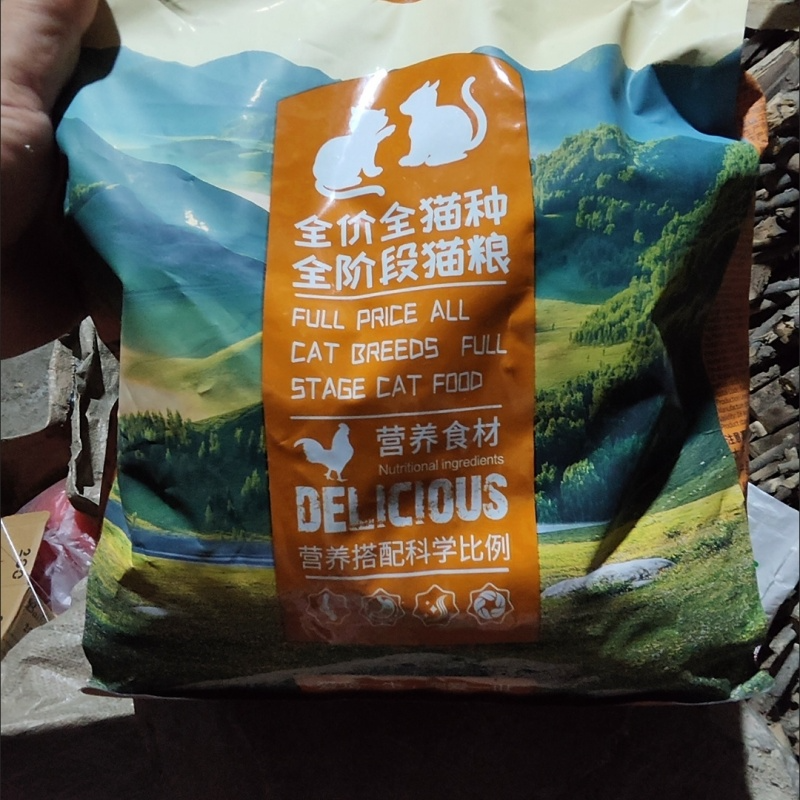 全价全猫种
全阶段猫粮
FULL PRICE ALL
CAT BREEDS FULL
STAGE CAT FOOD
营养食材
Nutritional ingredients
DELICIOUS
营养搭配科学比例